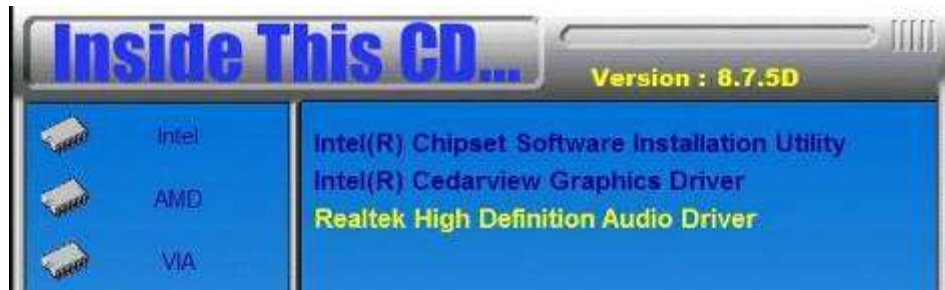 Inside This CD...
Version : 8.7.5D
Intel
AMD
VIA
Intel(R) Chipset Software Installation Utility
Intel(R) Cedarview Graphics Driver
Realtek High Definition Audio Driver